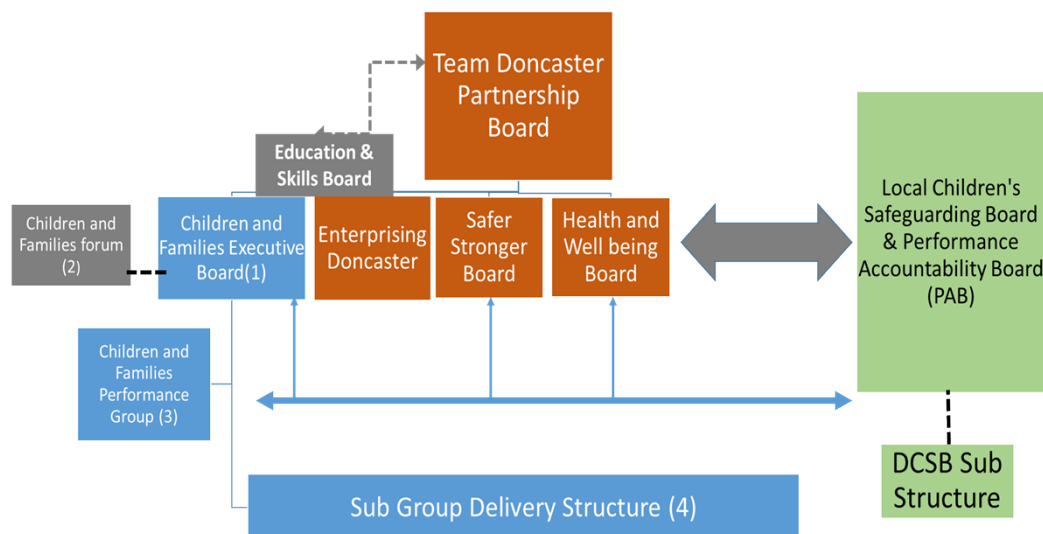 Team Doncaster
Partnership
Board
Education &
Skills Board
Children and
Families forum
(2)
Children and
Families Executive
Board(1)
Enterprising
Doncaster
Safer
Stronger
Board
Health and
Well being
Board
Local Children's
Safeguarding Board
& Performance
Accountability Board
(PAB)
Children and
Families
Performance
Group (3)
DCSB Sub
Structure
Sub Group Delivery Structure (4)